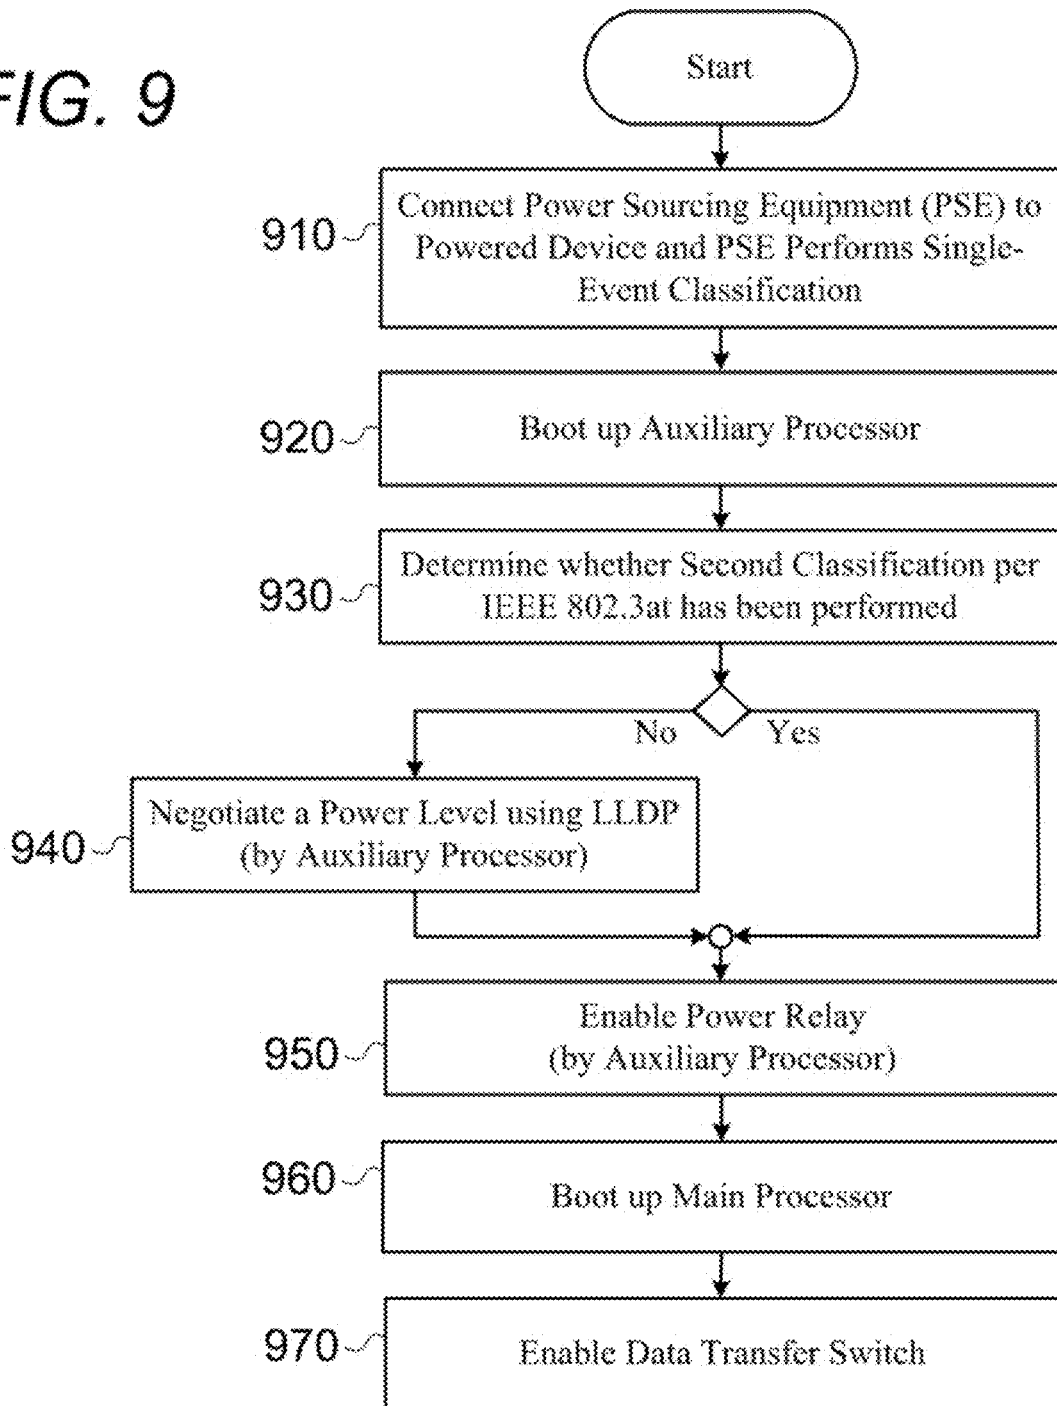 FIG. 9
Start
910
Connect Power Sourcing Equipment (PSE) to
Powered Device and PSE Performs Single-
Event Classification
920
Boot up Auxiliary Processor
930
Determine whether Second Classification per
IEEE 802.3at has been performed
No
Yes
940
Negotiate a Power Level using LLDP
(by Auxiliary Processor)
950
Enable Power Relay
(by Auxiliary Processor)
960
Boot up Main Processor
970
Enable Data Transfer Switch